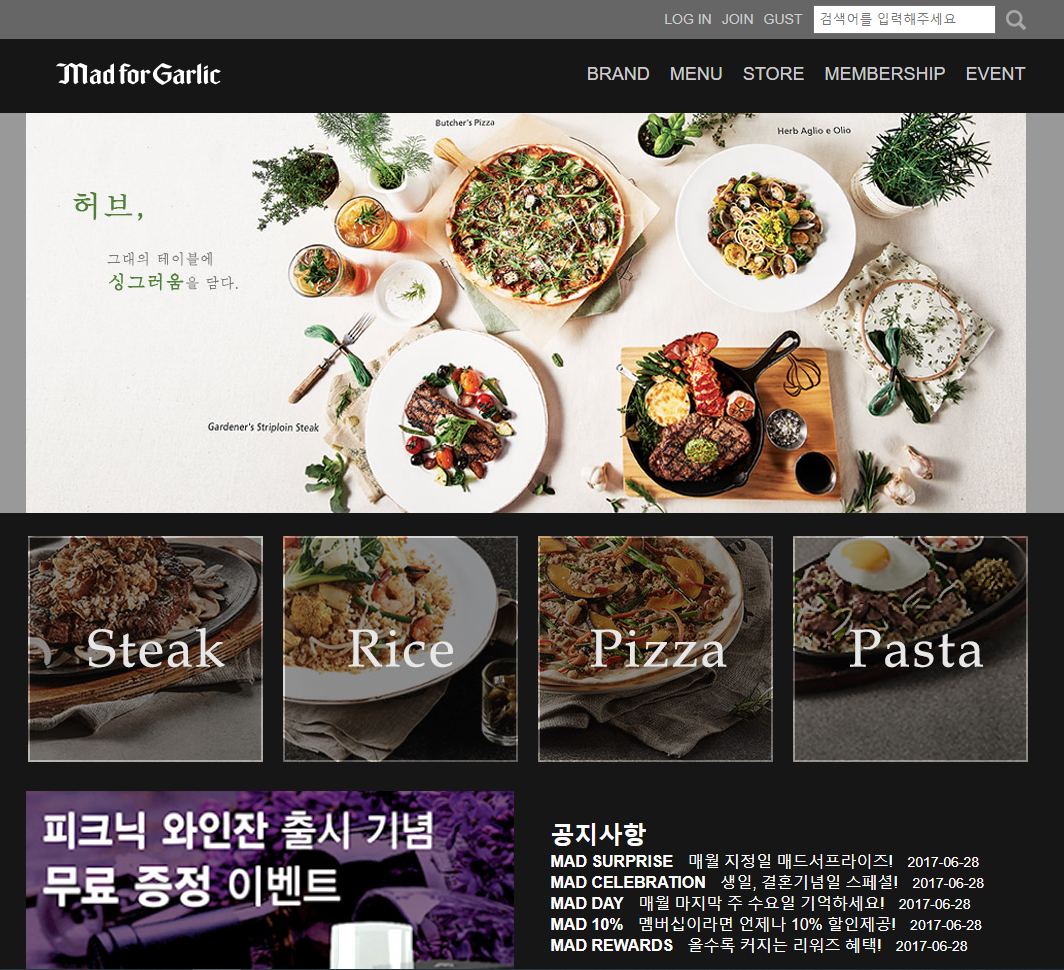 LOG IN JOIN GUST 검색어를 입력해주세요
Mad for Garlic
BRAND MENU STORE MEMBERSHIP EVENT
Butcher's Pizza
Herb Aglio e Olio
허브,
그대의 테이블에
싱그러움을 담다.
Gardener's Striploin Steak
Steak Rice Pizza Pasta
피크닉 와인잔 출시 기념
무료 증정 이벤트
공지사항
MAD SURPRISE 매월 지정일 매드서프라이즈! 2017-06-28
MAD CELEBRATION 생일, 결혼기념일 스페셜! 2017-06-28
MAD DAY 매월 마지막 주 수요일 기억하세요! 2017-06-28
MAD 10% 멤버십이라면 언제나 10% 할인제공! 2017-06-28
MAD REWARDS 올수록 커지는 리워즈 혜택! 2017-06-28